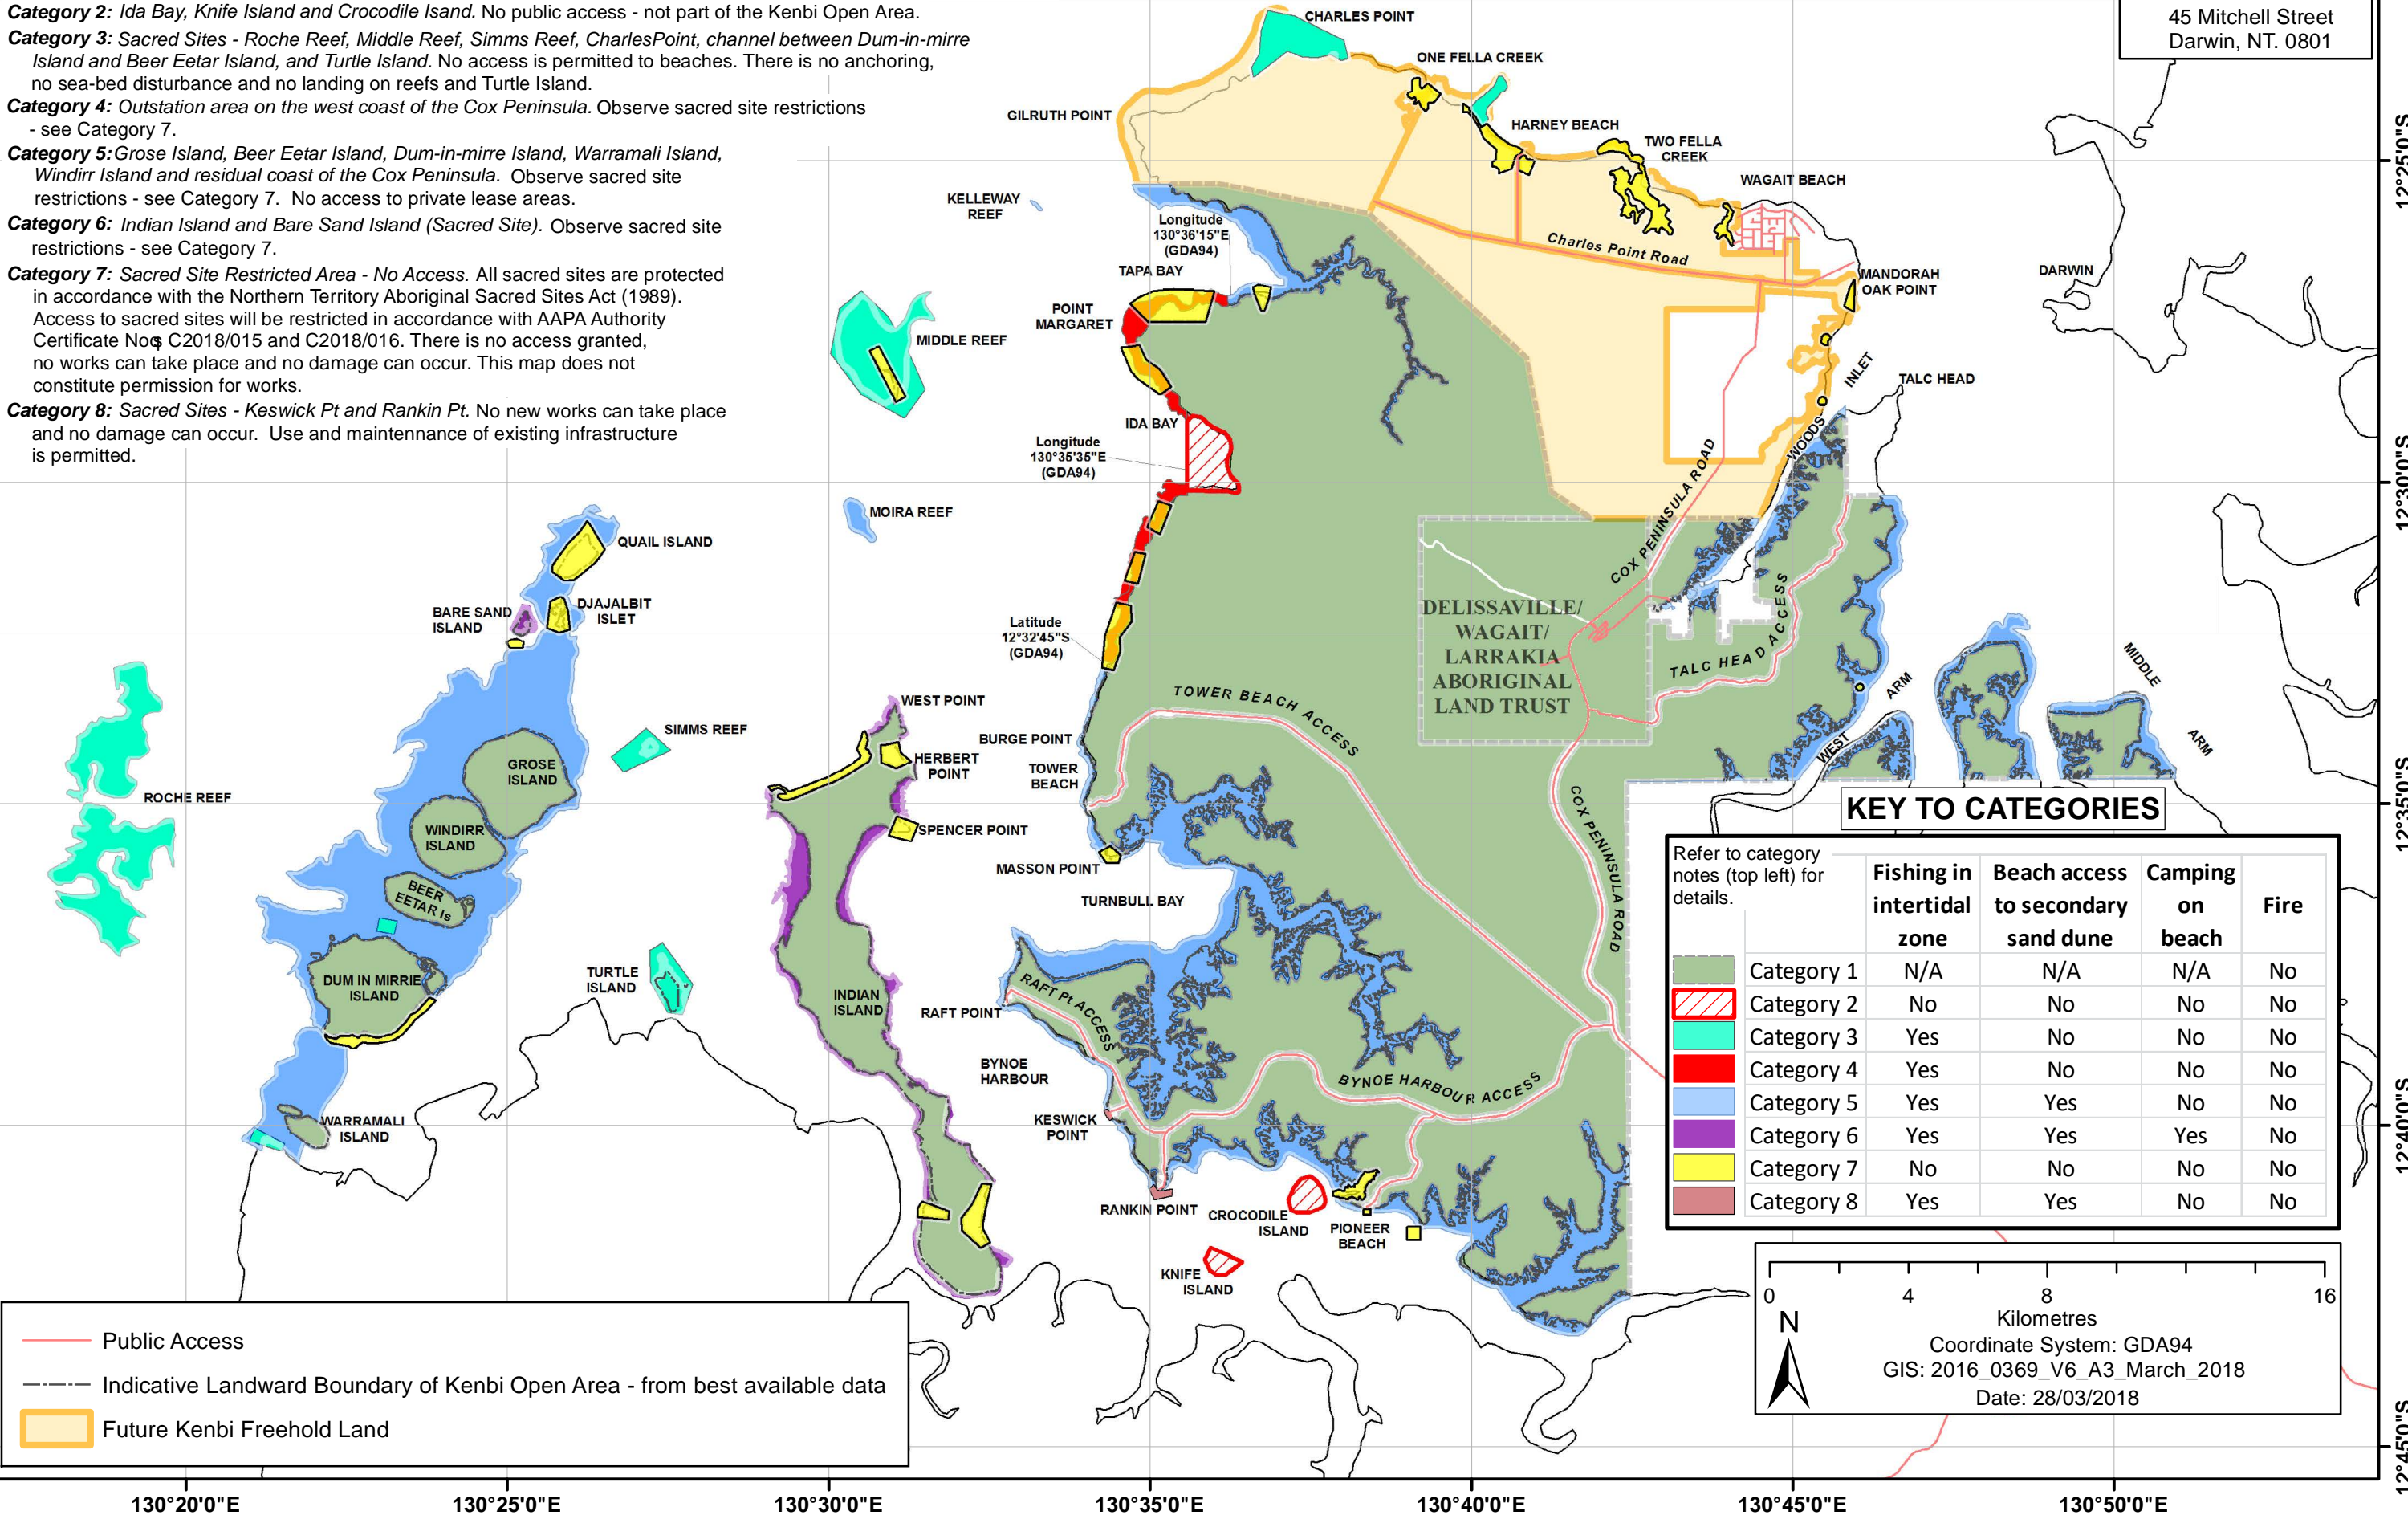 Category 2: Ida Bay, Knife Island and Crocodile Isand. No public access - not part of the Kenbi Open Area.
Category 3: Sacred Sites - Roche Reef, Middle Reef, Simms Reef, CharlesPoint, channel between Dum-in-mirre
Island and Beer Eetar Island, and Turtle Island. No access is permitted to beaches. There is no anchoring,
no sea-bed disturbance and no landing on reefs and Turtle Island.
Category 4: Outstation area on the west coast of the Cox Peninsula. Observe sacred site restrictions
- see Category 7.
Category 5: Grose Island, Beer Eetar Island, Dum-in-mirre Island, Warramali Island,
Windirr Island and residual coast of the Cox Peninsula. Observe sacred site
restrictions - see Category 7. No access to private lease areas.
Category 6: Indian Island and Bare Sand Island (Sacred Site). Observe sacred site
restrictions - see Category 7.
Category 7: Sacred Site Restricted Area - No Access. All sacred sites are protected
in accordance with the Northern Territory Aboriginal Sacred Sites Act (1989).
Access to sacred sites will be restricted in accordance with AAPA Authority
Certificate C2018/015 and C2018/016. There is no access granted,
no works can take place and no damage can occur. This map does not
constitute permission for works.
Category 8: Sacred Sites - Keswick Pt and Rankin Pt. No new works can take place
and no damage can occur. Use and maintennance of existing infrastructure
is permitted.
45 Mitchell Street
Darwin, NT. 0801
CHARLES POINT
ONE FELLA CREEK
GILRUTH POINT
HARNEY BEACH
TWO FELLA
CREEK
WAGAIT BEACH
KELLEWAY
REEF
Longitude
130°36'15"E
(GDA94)
Charles Point Road
TAPA BAY
MANDORAH
OAK POINT
DARWIN
POINT
MARGARET
MIDDLE REEF
INLET
WOODS
TALC HEAD
IDA BAY
Longitude
130°35'35"E
(GDA94)
COX PENINSULA ROAD
MOIRA REEF
QUAIL ISLAND
BARE SAND
ISLAND
DJAJALBIT
ISLET
Latitude
12°32'45"S
(GDA94)
DELISSAVILLE/
WAGAIT/
LARRAKIA
ABORIGINAL
LAND TRUST
TALC HEAD ACCESS
MIDDLE
ARM
WEST
ARM
TOWER BEACH ACCESS
WEST POINT
SIMMS REEF
BURGE POINT
HERBERT
POINT
TOWER
BEACH
GROSE
ISLAND
ROCHE REEF
WINDIRR
ISLAND
SPENCER POINT
COX PENINSULA ROAD
MASSON POINT
BEER
EETAR Is
TURNBULL BAY
DUM IN MIRRIE
ISLAND
TURTLE
ISLAND
INDIAN
ISLAND
RAFT POINT
RAFT Pt ACCESS
BYNOE
HARBOUR
BYNOE HARBOUR ACCESS
KESWICK
POINT
WARRAMALI
ISLAND
RANKIN POINT
CROCODILE
ISLAND
PIONEER
BEACH
KNIFE
ISLAND
KEY TO CATEGORIES
Refer to category
notes (top left) for
details.
Fishing in intertidal zone Beach access to secondary sand dune Camping on beach Fire
Category 1 N/A N/A N/A No
Category 2 No No No No
Category 3 Yes No No No
Category 4 Yes No No No
Category 5 Yes Yes No No
Category 6 Yes Yes Yes No
Category 7 No No No No
Category 8 Yes Yes No No
0 4 8 16
Kilometres
N
Coordinate System: GDA94
GIS: 2016_0369_V6_A3_March_2018
Date: 28/03/2018
Public Access
Indicative Landward Boundary of Kenbi Open Area - from best available data
Future Kenbi Freehold Land
12°25'0"S
12°30'0"S
12°35'0"S
12°40'0"S
12°45'0"S
130°20'0"E 130°25'0"E 130°30'0"E 130°35'0"E 130°40'0"E 130°45'0"E 130°50'0"E